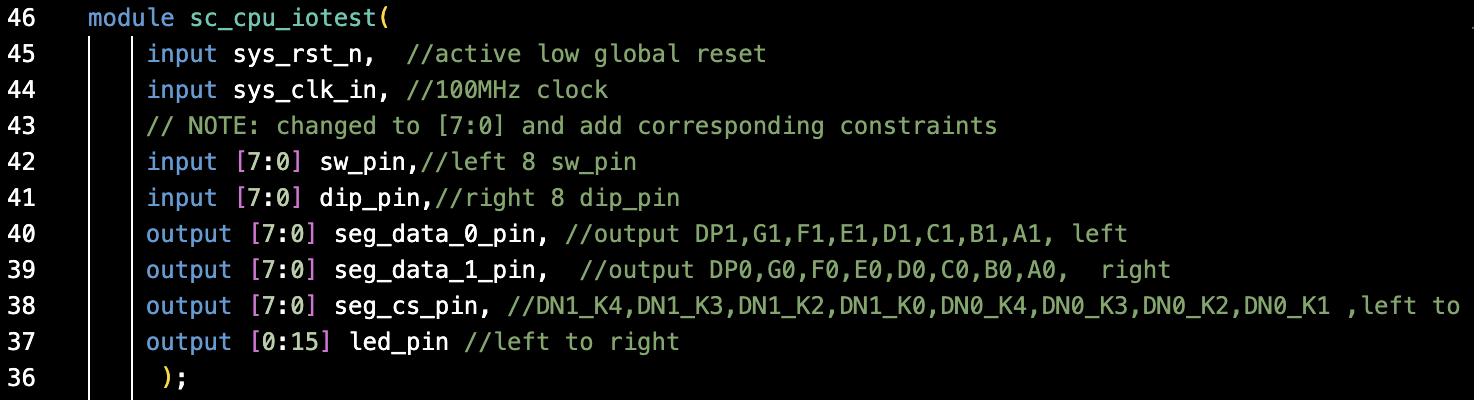 46 module sc_cpu_iotest(
45 input sys_rst_n, //active low global reset
44 input sys_clk_in, //100MHz clock
43 // NOTE: changed to [7:0] and add corresponding constraints
42 input [7:0] sw_pin,//left 8 sw_pin
41 input [7:0] dip_pin,//right 8 dip_pin
40 output [7:0] seg_data_0_pin, //output DP1,G1,F1,E1,D1,C1,B1,A1, left
39 output [7:0] seg_data_1_pin, //output DP0,G0,F0,E0,D0,C0,B0,A0, right
38 output [7:0] seg_cs_pin, //DN1_K4,DN1_K3,DN1_K2,DN1_K0,DN0_K4,DN0_K3,DN0_K2,DN0_K1 ,left to
37 output [0:15] led_pin //left to right
36 );